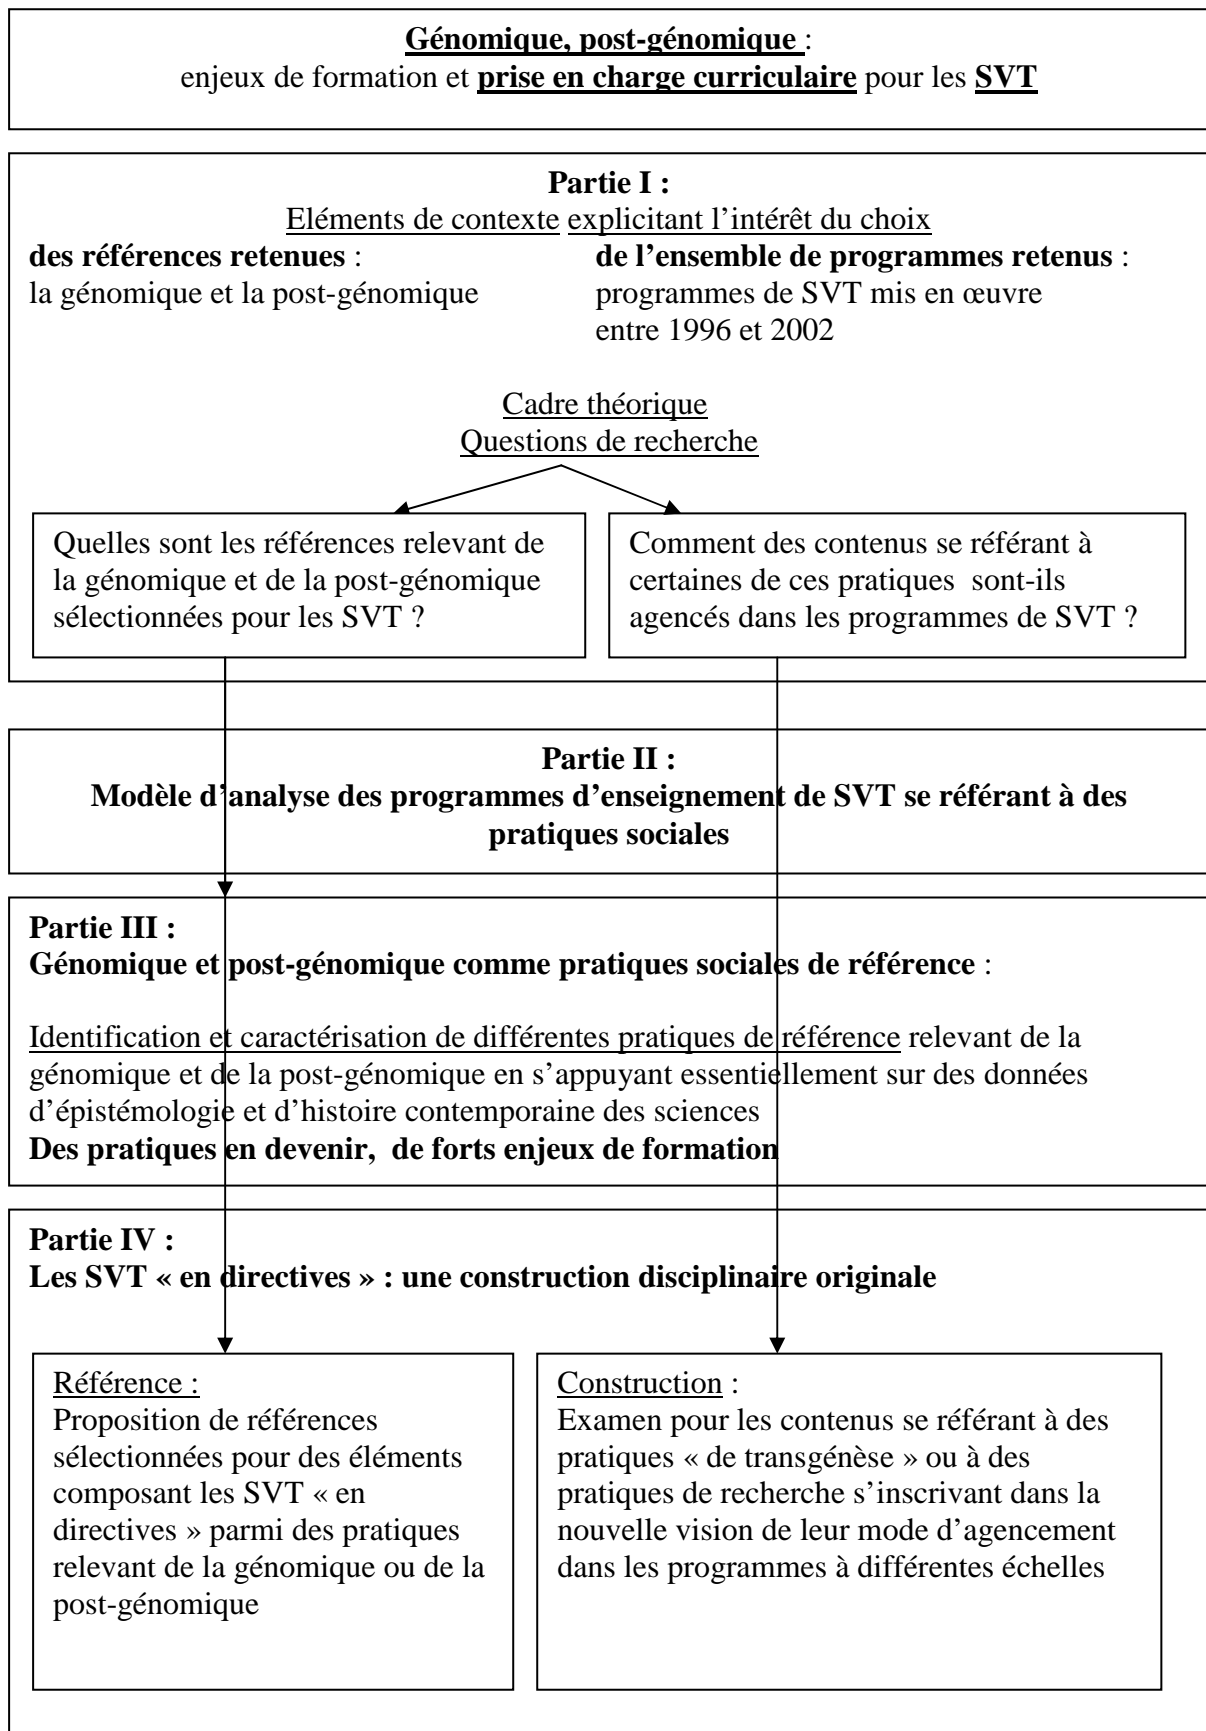 Génomique, post-génomique :
enjeux de formation et prise en charge curriculaire pour les SVT
Partie I :
Eléments de contexte explicitant l’intérêt du choix
des références retenues :
la génomique et la post-génomique
de l’ensemble de programmes retenus :
programmes de SVT mis en œuvre
entre 1996 et 2002
Cadre théorique
Questions de recherche
Quelles sont les références relevant de
la génomique et de la post-génomique
sélectionnées pour les SVT ?
Comment des contenus se référant à
certaines de ces pratiques sont-ils
agencés dans les programmes de SVT ?
Partie II :
Modèle d’analyse des programmes d’enseignement de SVT se référant à des
pratiques sociales
Partie III :
Génomique et post-génomique comme pratiques sociales de référence :
Identification et caractérisation de différentes pratiques de référence relevant de la
génomique et de la post-génomique en s’appuyant essentiellement sur des données
d’épistémologie et d’histoire contemporaine des sciences
Des pratiques en devenir, de forts enjeux de formation
Partie IV :
Les SVT « en directives » : une construction disciplinaire originale
Référence :
Proposition de références
sélectionnées pour des éléments
composant les SVT « en
directives » parmi des pratiques
relevant de la génomique ou de la
post-génomique
Construction :
Examen pour les contenus se référant à des
pratiques « de transgénèse » ou à des
pratiques de recherche s’inscrivant dans la
nouvelle vision de leur mode d’agencement
dans les programmes à différentes échelles